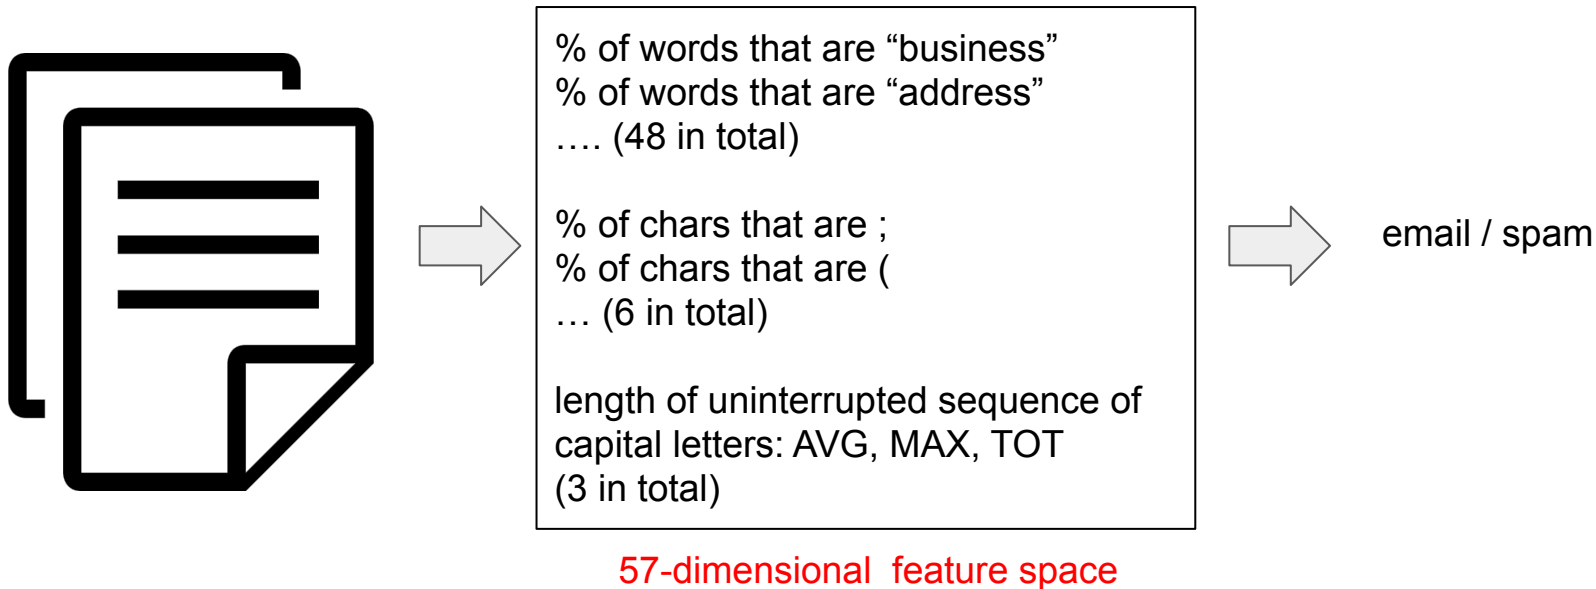 % of words that are “business”
% of words that are “address”
…. (48 in total)
% of chars that are ;
% of chars that are (
… (6 in total)
length of uninterrupted sequence of
capital letters: AVG, MAX, TOT
(3 in total)
email / spam
57-dimensional feature space